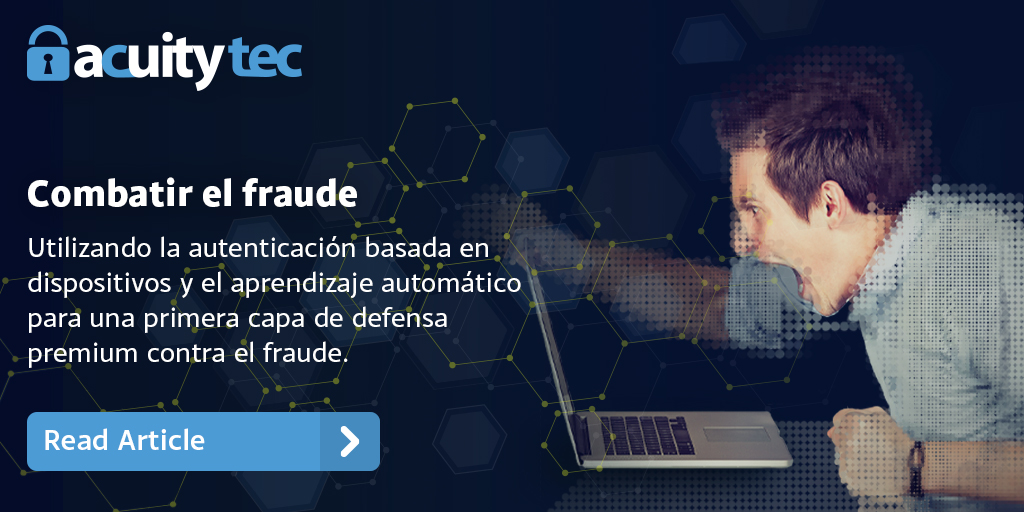 acuitytec
Combatir el fraude
Utilizando la autenticación basada en
dispositivos y el aprendizaje automático
para una primera capa de defensa
premium contra el fraude.
Read Article